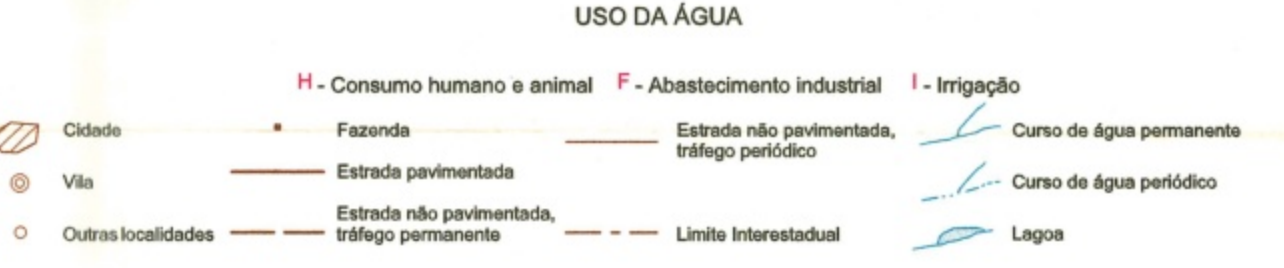 USO DA ÁGUA
H - Consumo humano e animal F - Abastecimento industrial I - Irrigação
Cidade
Vila
Outras localidades
Fazenda
Estrada pavimentada
Estrada não pavimentada,
tráfego permanente
Estrada não pavimentada,
tráfego periódico
Limite Interestadual
Curso de água permanente
Curso de água periódico
Lagoa